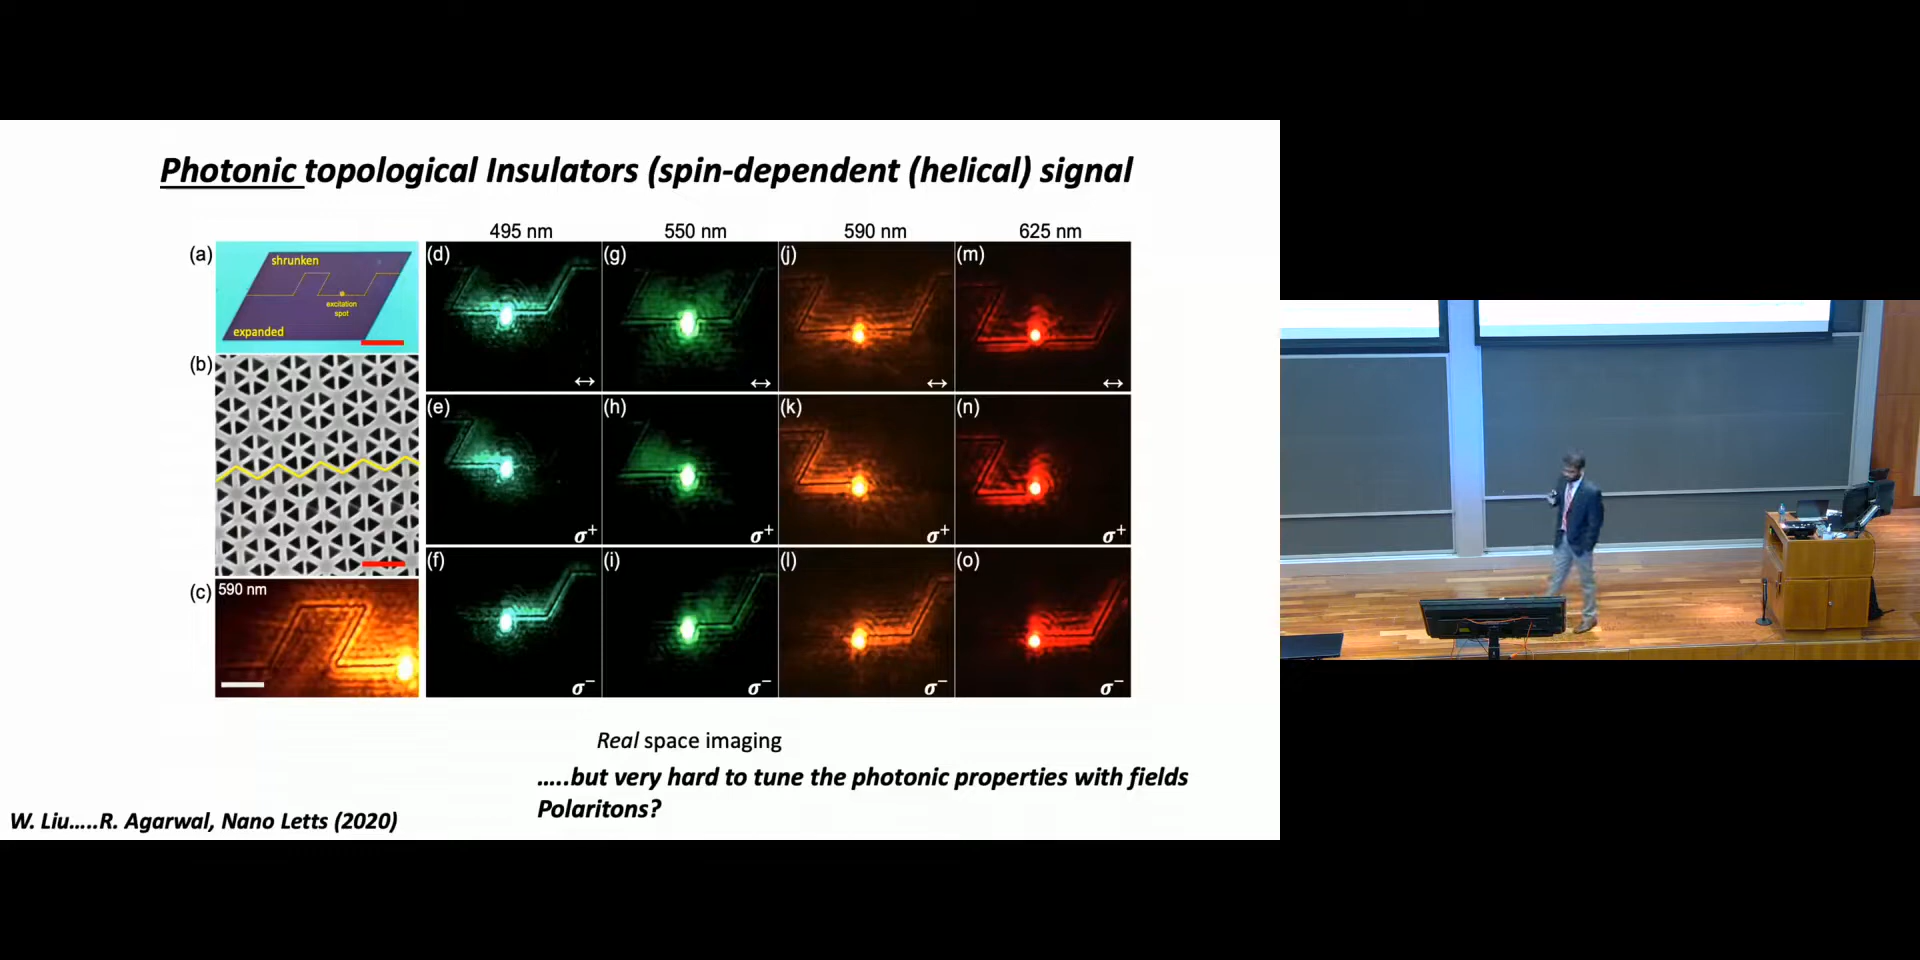 Photonic topological Insulators (spin-dependent (helical) signal
495 nm 550 nm 590 nm 625 nm
(a) shrunken
excitation
spot
expanded
(b)
(c) 590 nm
(d) ↔ (g) ↔ (j) ↔ (m) ↔
(e) σ+ (h) σ+ (k) σ+ (n) σ+
(f) σ− (i) σ− (l) σ− (o) σ−
Real space imaging
…..but very hard to tune the photonic properties with fields
Polaritons?
W. Liu…..R. Agarwal, Nano Letts (2020)